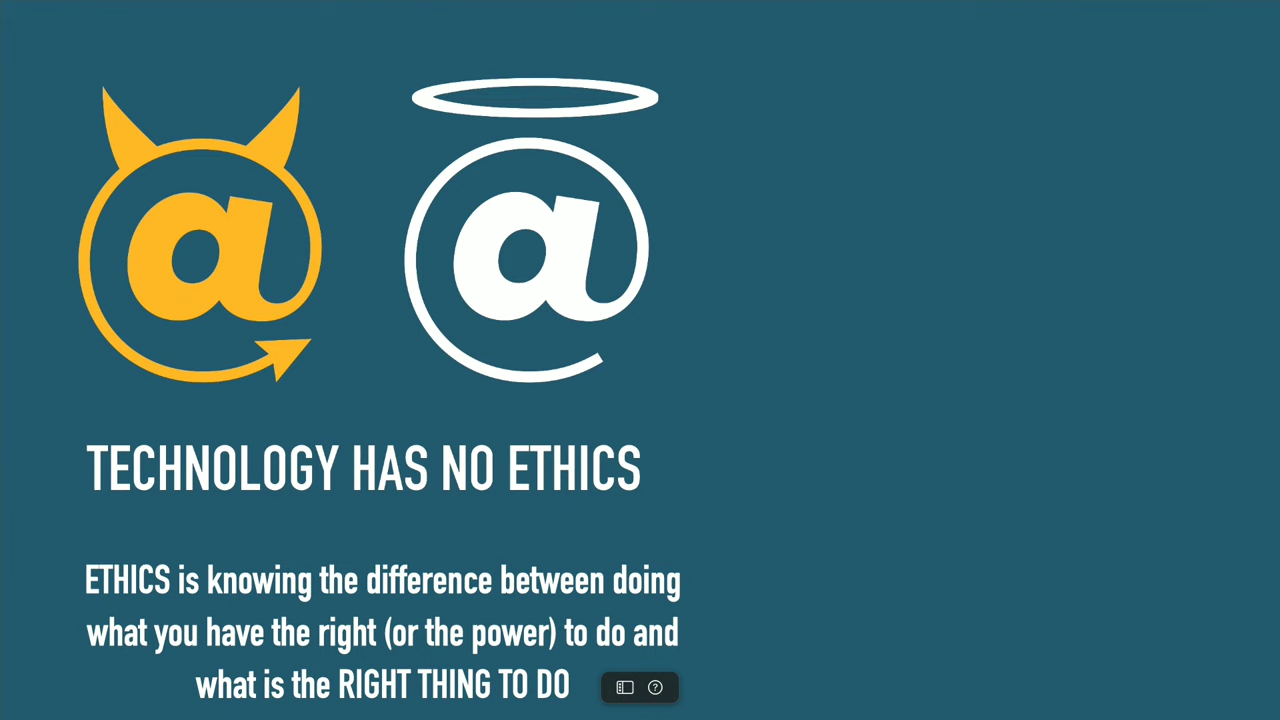 @ @
TECHNOLOGY HAS NO ETHICS
ETHICS is knowing the difference between doing
what you have the right (or the power) to do and
what is the RIGHT THING TO DO